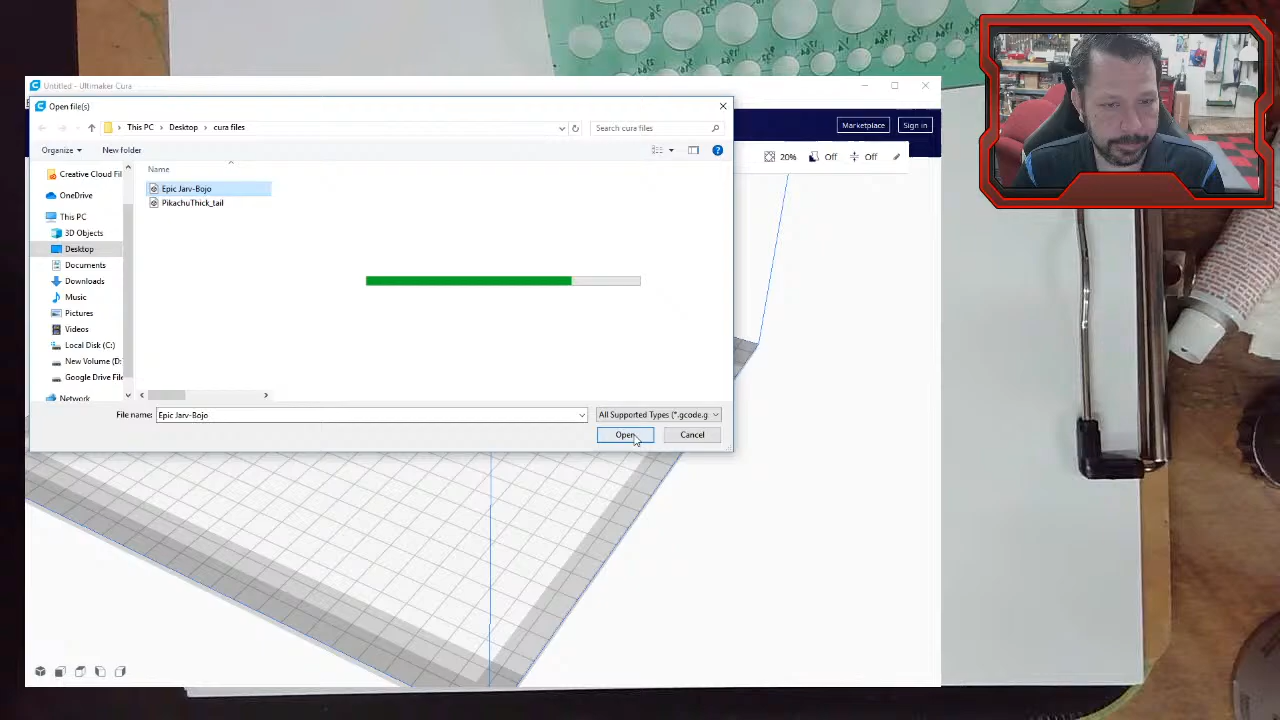 Untitled - Ultimaker Cura
Open file(s)
This PC > Desktop > cura files
Search cura files
Marketplace
Sign in
Organize
New folder
20%
Off
Off
Name
Creative Cloud Fil
OneDrive
This PC
3D Objects
Desktop
Documents
Downloads
Music
Pictures
Videos
Local Disk (C:)
New Volume (D:
Google Drive File
Network
Epic Jarv-Bojo
PikachuThick_tail
File name:
Epic Jarv-Bojo
All Supported Types (*.gcode.g
Open
Cancel